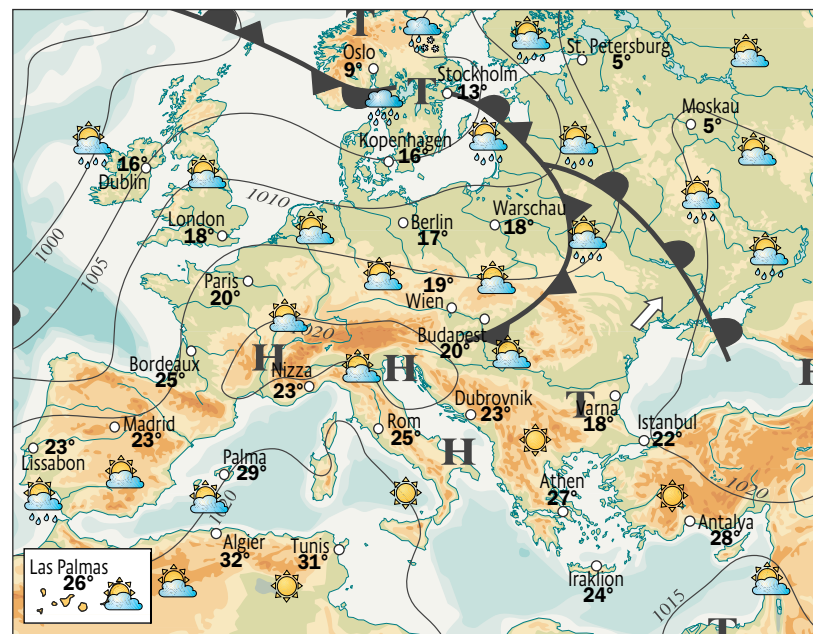 T
Oslo
9°
St. Petersburg
5°
Stockholm
13°
T
Moskau
5°
Kopenhagen
16°
16°
Dublin
1010
London
18°
Berlin
17°
Warschau
18°
1000
1005
Paris
20°
19°
Wien
1020
Budapest
20°
Bordeaux
25°
H
Nizza
23°
H
H
Dubrovnik
23°
T
Varna
18°
Madrid
23°
Rom
25°
Istanbul
22°
23°
Lissabon
Palma
29°
H
1020
Athen
27°
1020
Antalya
28°
Algier
32°
Tunis
31°
Las Palmas
26°
Iraklion
24°
1015
T